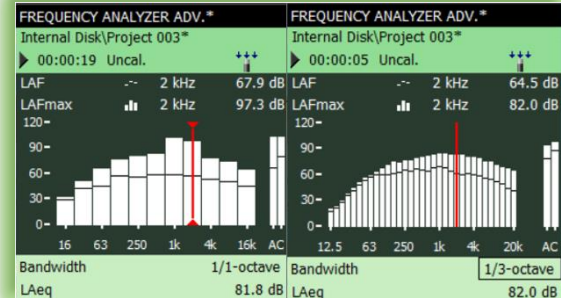 FREQUENCY ANALYZER ADV.*
Internal Disk\Project 003*
00:00:19 Uncal.
LAF 2 kHz 67.9 dB
LAFmax 2 kHz 97.3 dB
120-
90-
60-
30-
0-
16 63 250 1k 4k 16k AC
Bandwidth 1/1-octave
LAeq 81.8 dB
FREQUENCY ANALYZER ADV.*
Internal Disk\Project 003*
00:00:05 Uncal.
LAF 2 kHz 64.5 dB
LAFmax 2 kHz 82.0 dB
120-
90-
60-
30-
0-
12.5 63 250 1k 4k 20k AC
Bandwidth 1/3-octave
LAeq 82.0 dB